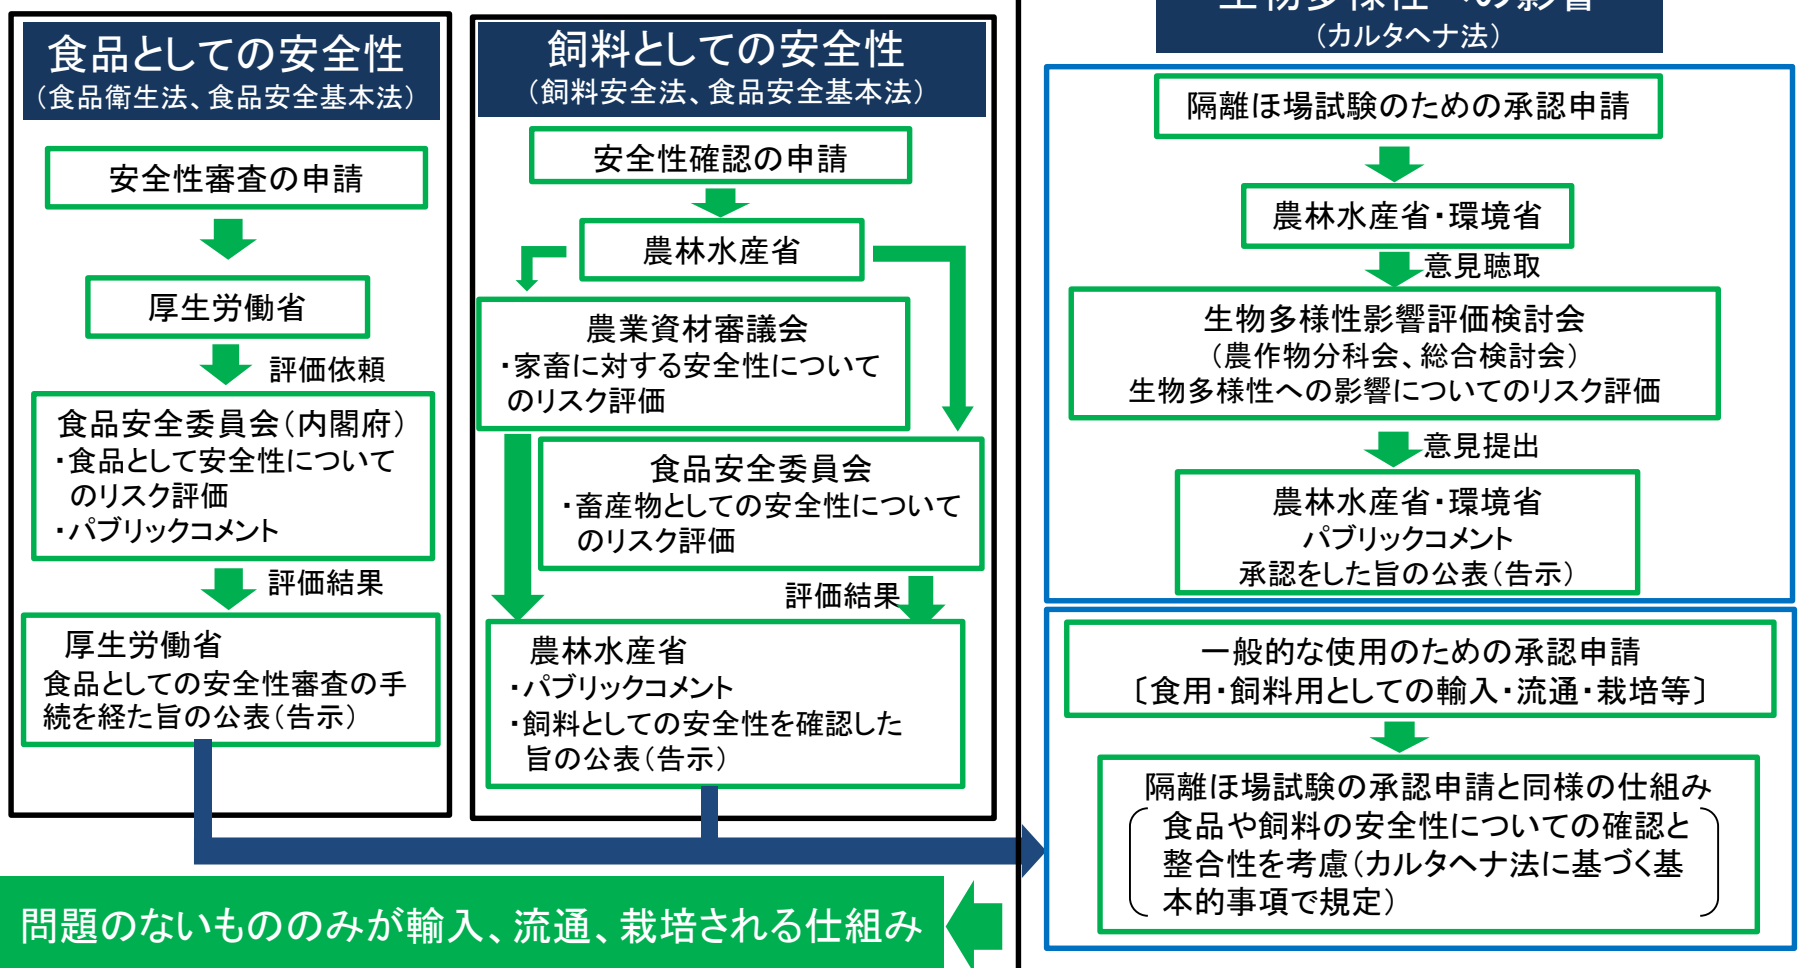 食品としての安全性
（食品衛生法、食品安全基本法）
安全性審査の申請
厚生労働省
評価依頼
食品安全委員会（内閣府）
・食品として安全性について
のリスク評価
・パブリックコメント
評価結果
厚生労働省
食品としての安全性審査の手
続を経た旨の公表（告示）
飼料としての安全性
（飼料安全法、食品安全基本法）
安全性確認の申請
農林水産省
農業資材審議会
・家畜に対する安全性について
のリスク評価
食品安全委員会
・畜産物としての安全性について
のリスク評価
評価結果
農林水産省
・パブリックコメント
・飼料としての安全性を確認した
旨の公表（告示）
生物多様性への影響
（カルタヘナ法）
隔離ほ場試験のための承認申請
農林水産省・環境省
意見聴取
生物多様性影響評価検討会
（農作物分科会、総合検討会）
生物多様性への影響についてのリスク評価
意見提出
農林水産省・環境省
パブリックコメント
承認をした旨の公表（告示）
一般的な使用のための承認申請
〔食用・飼料用としての輸入・流通・栽培等〕
隔離ほ場試験の承認申請と同様の仕組み
食品や飼料の安全性についての確認と
整合性を考慮（カルタヘナ法に基づく基
本的事項で規定）
問題のないもののみが輸入、流通、栽培される仕組み